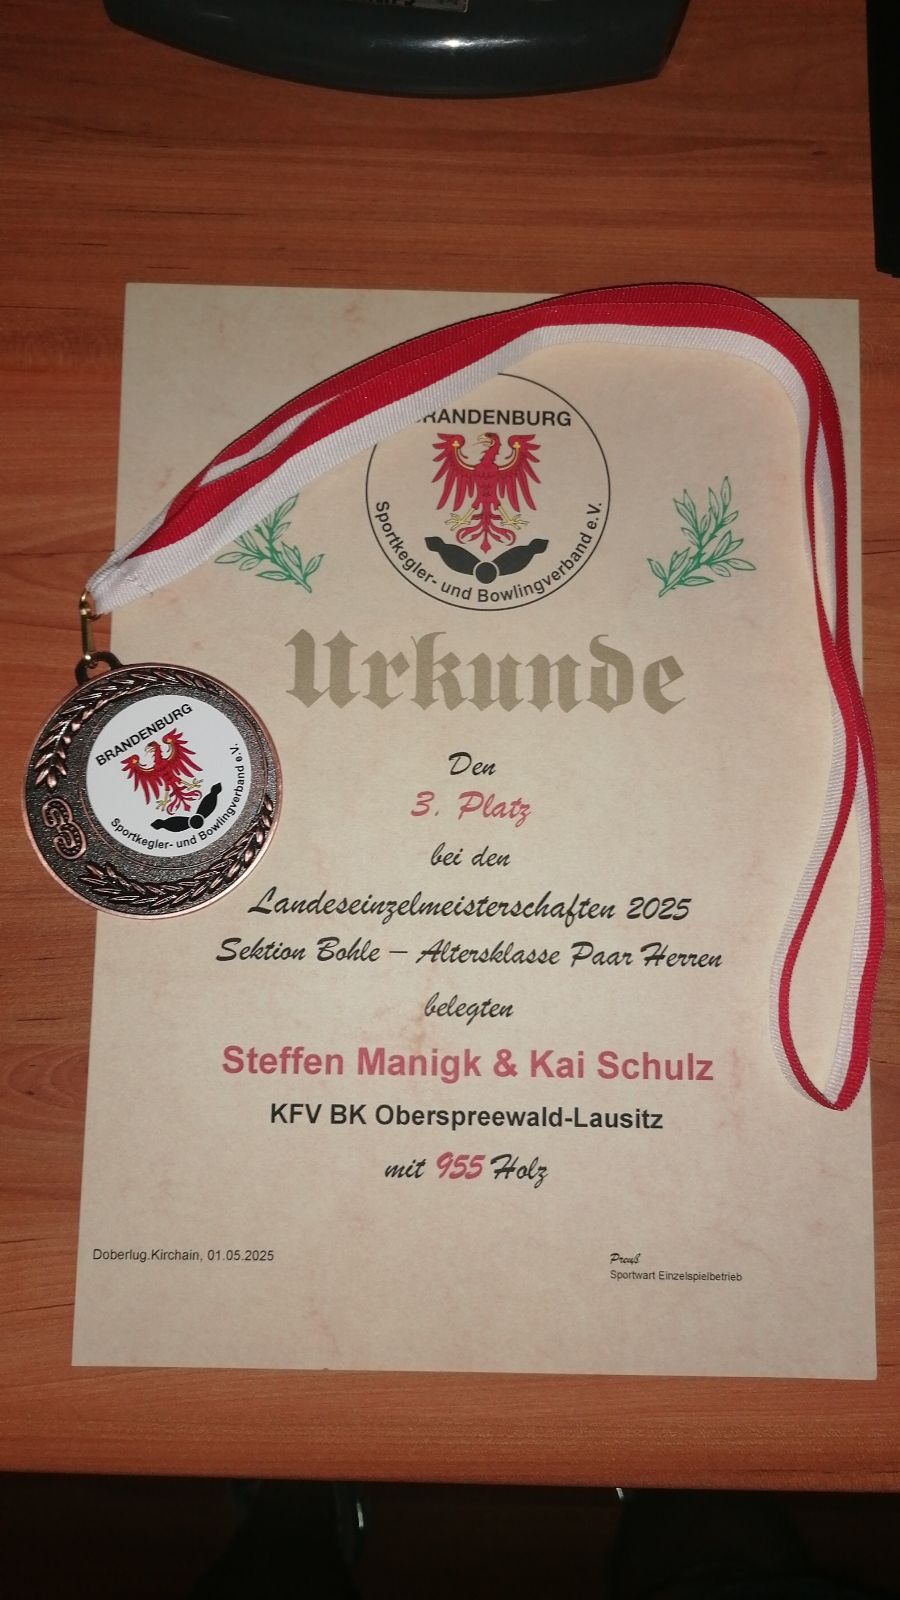 BRANDENBURG
Sportkegler- und Bowlingverband e.V.
Urkunde
Den
3. Platz
bei den
Landeseinzelmeisterschaften 2025
Sektion Bohle – Altersklasse Paar Herren
belegten
Steffen Manigk & Kai Schulz
KFV BK Oberspreewald-Lausitz
mit 955 Holz
Doberlug.Kirchain, 01.05.2025
Preuß
Sportwart Einzelspielbetrieb
BRANDENBURG
Sportkegler- und Bowlingverband e.V.
3